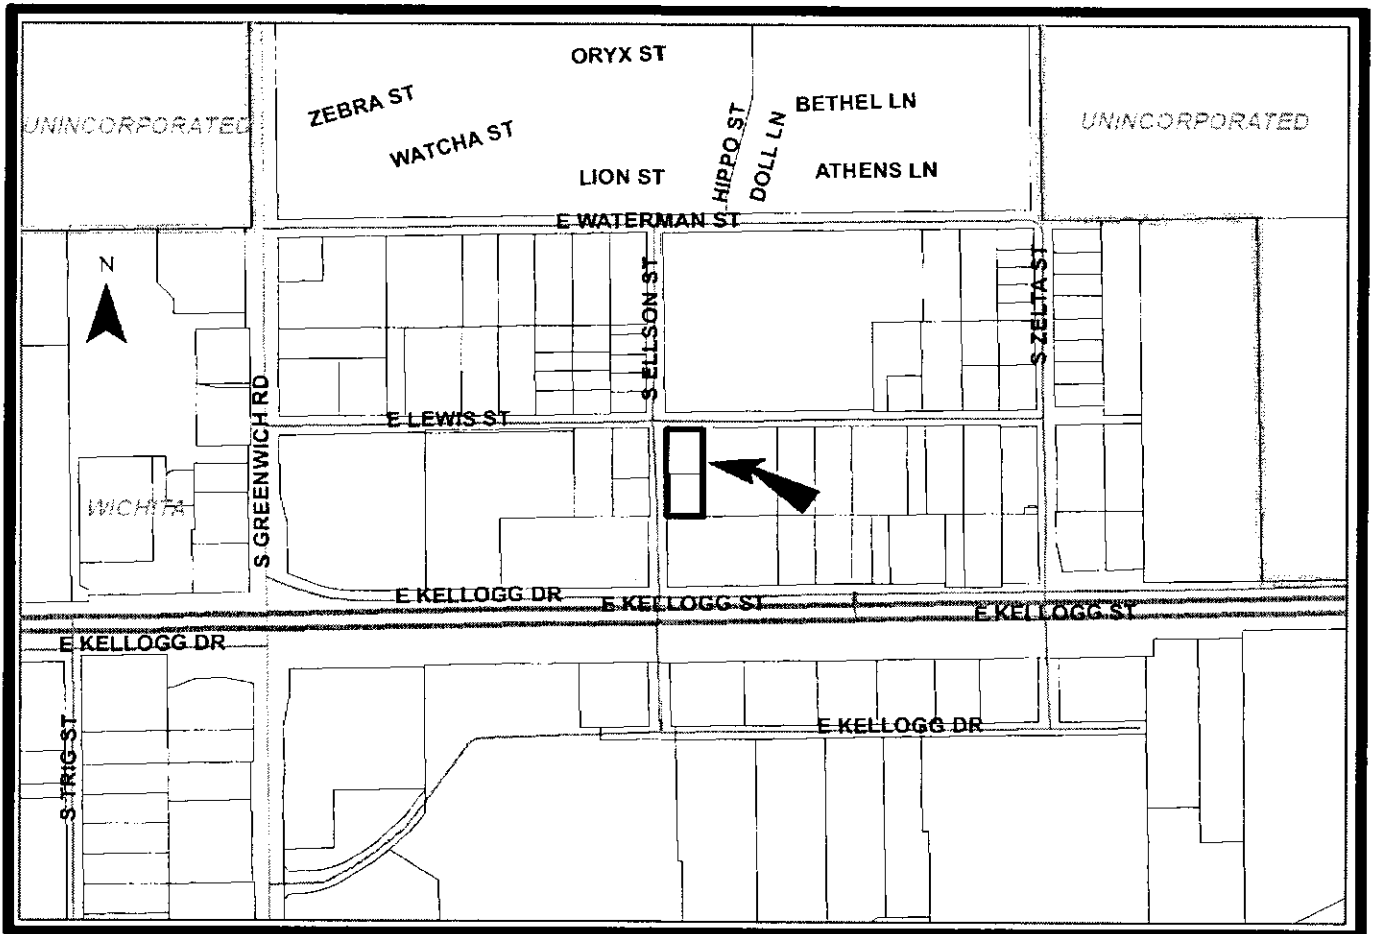 ORYX ST
ZEBRA ST
BETHEL LN
UNINCORPORATED
UNINCORPORATED
WATCHA ST
HIPPO ST
DOLL LN
LION ST
ATHENS LN
E WATERMAN ST
N
S ELLSON ST
S ZELTA ST
E LEWIS ST
S GREENWICH RD
WICHITA
E KELLOGG DR
E KELLOGG ST
E KELLOGG ST
E KELLOGG DR
E KELLOGG DR
S TRIG ST